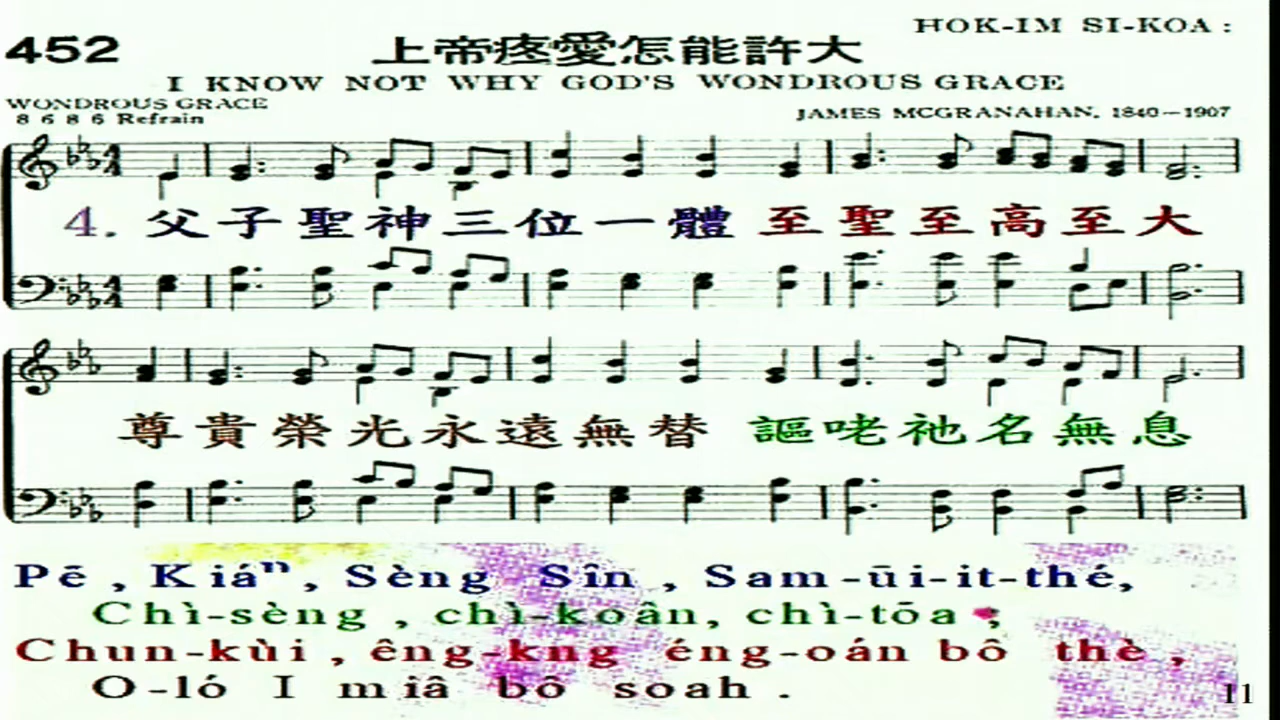 HOK-IM SI-KOA :
452 上帝疼愛怎能許大
I KNOW NOT WHY GOD'S WONDROUS GRACE
WONDROUS GRACE
8 6 8 6 Refrain
JAMES MCGRANAHAN, 1840–1907
4. 父子聖神三位一體 至聖至高至大
尊貴榮光永遠無替 謳咾祂名無息
Pē , Kiáⁿ , Sèng Sîn , Sam-ūi-it-thé,
Chì-sèng , chì-koân, chì-tōa ;
Chun-kùi , êng-kng éng-oán bô thè ,
O-ló I miâ bô soah .
11